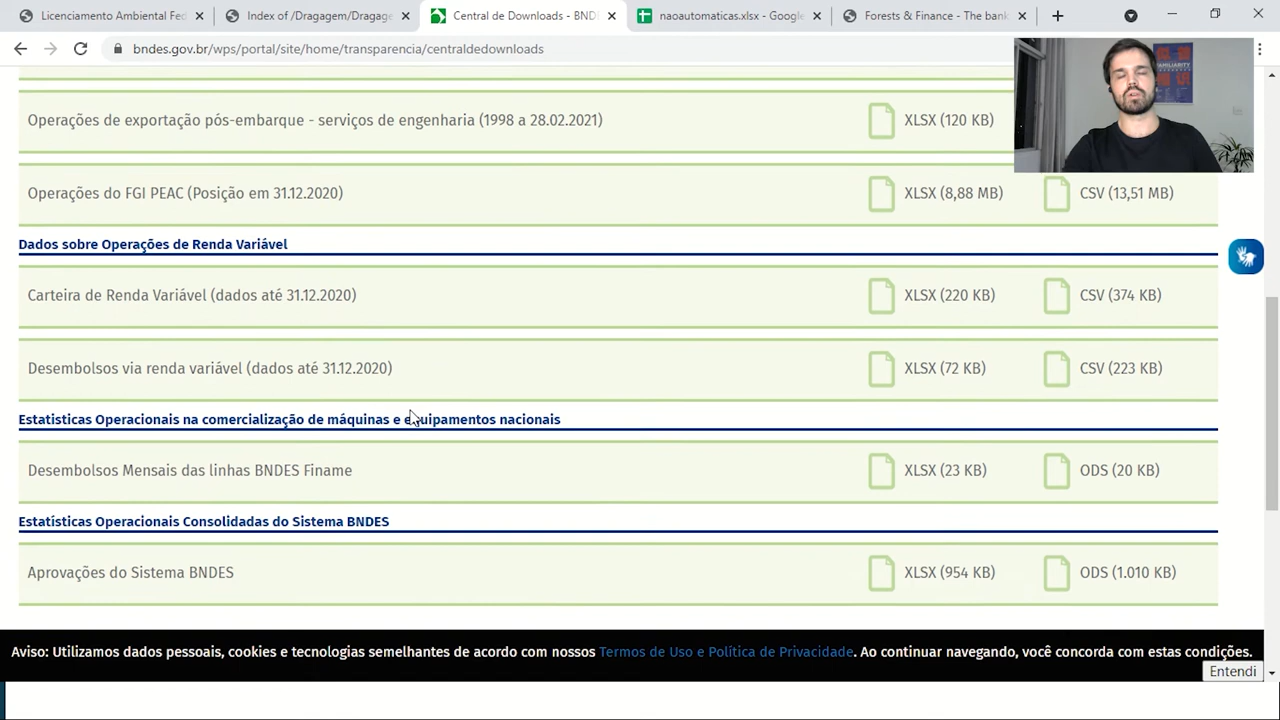 Licenciamento Ambiental Fed
Index of /Dragagem/Dragage
Central de Downloads - BNDE
naoautomaticas.xlsx - Google
Forests & Finance - The bank
bndes.gov.br/wps/portal/site/home/transparencia/centraldedownloads
Operações de exportação pós-embarque - serviços de engenharia (1998 a 28.02.2021)
XLSX (120 KB)
Operações do FGI PEAC (Posição em 31.12.2020)
XLSX (8,88 MB)
CSV (13,51 MB)
Dados sobre Operações de Renda Variável
Carteira de Renda Variável (dados até 31.12.2020)
XLSX (220 KB)
CSV (374 KB)
Desembolsos via renda variável (dados até 31.12.2020)
XLSX (72 KB)
CSV (223 KB)
Estatisticas Operacionais na comercialização de máquinas e equipamentos nacionais
Desembolsos Mensais das linhas BNDES Finame
XLSX (23 KB)
ODS (20 KB)
Estatísticas Operacionais Consolidadas do Sistema BNDES
Aprovações do Sistema BNDES
XLSX (954 KB)
ODS (1.010 KB)
Aviso: Utilizamos dados pessoais, cookies e tecnologias semelhantes de acordo com nossos Termos de Uso e Política de Privacidade. Ao continuar navegando, você concorda com estas condições.
Entendi